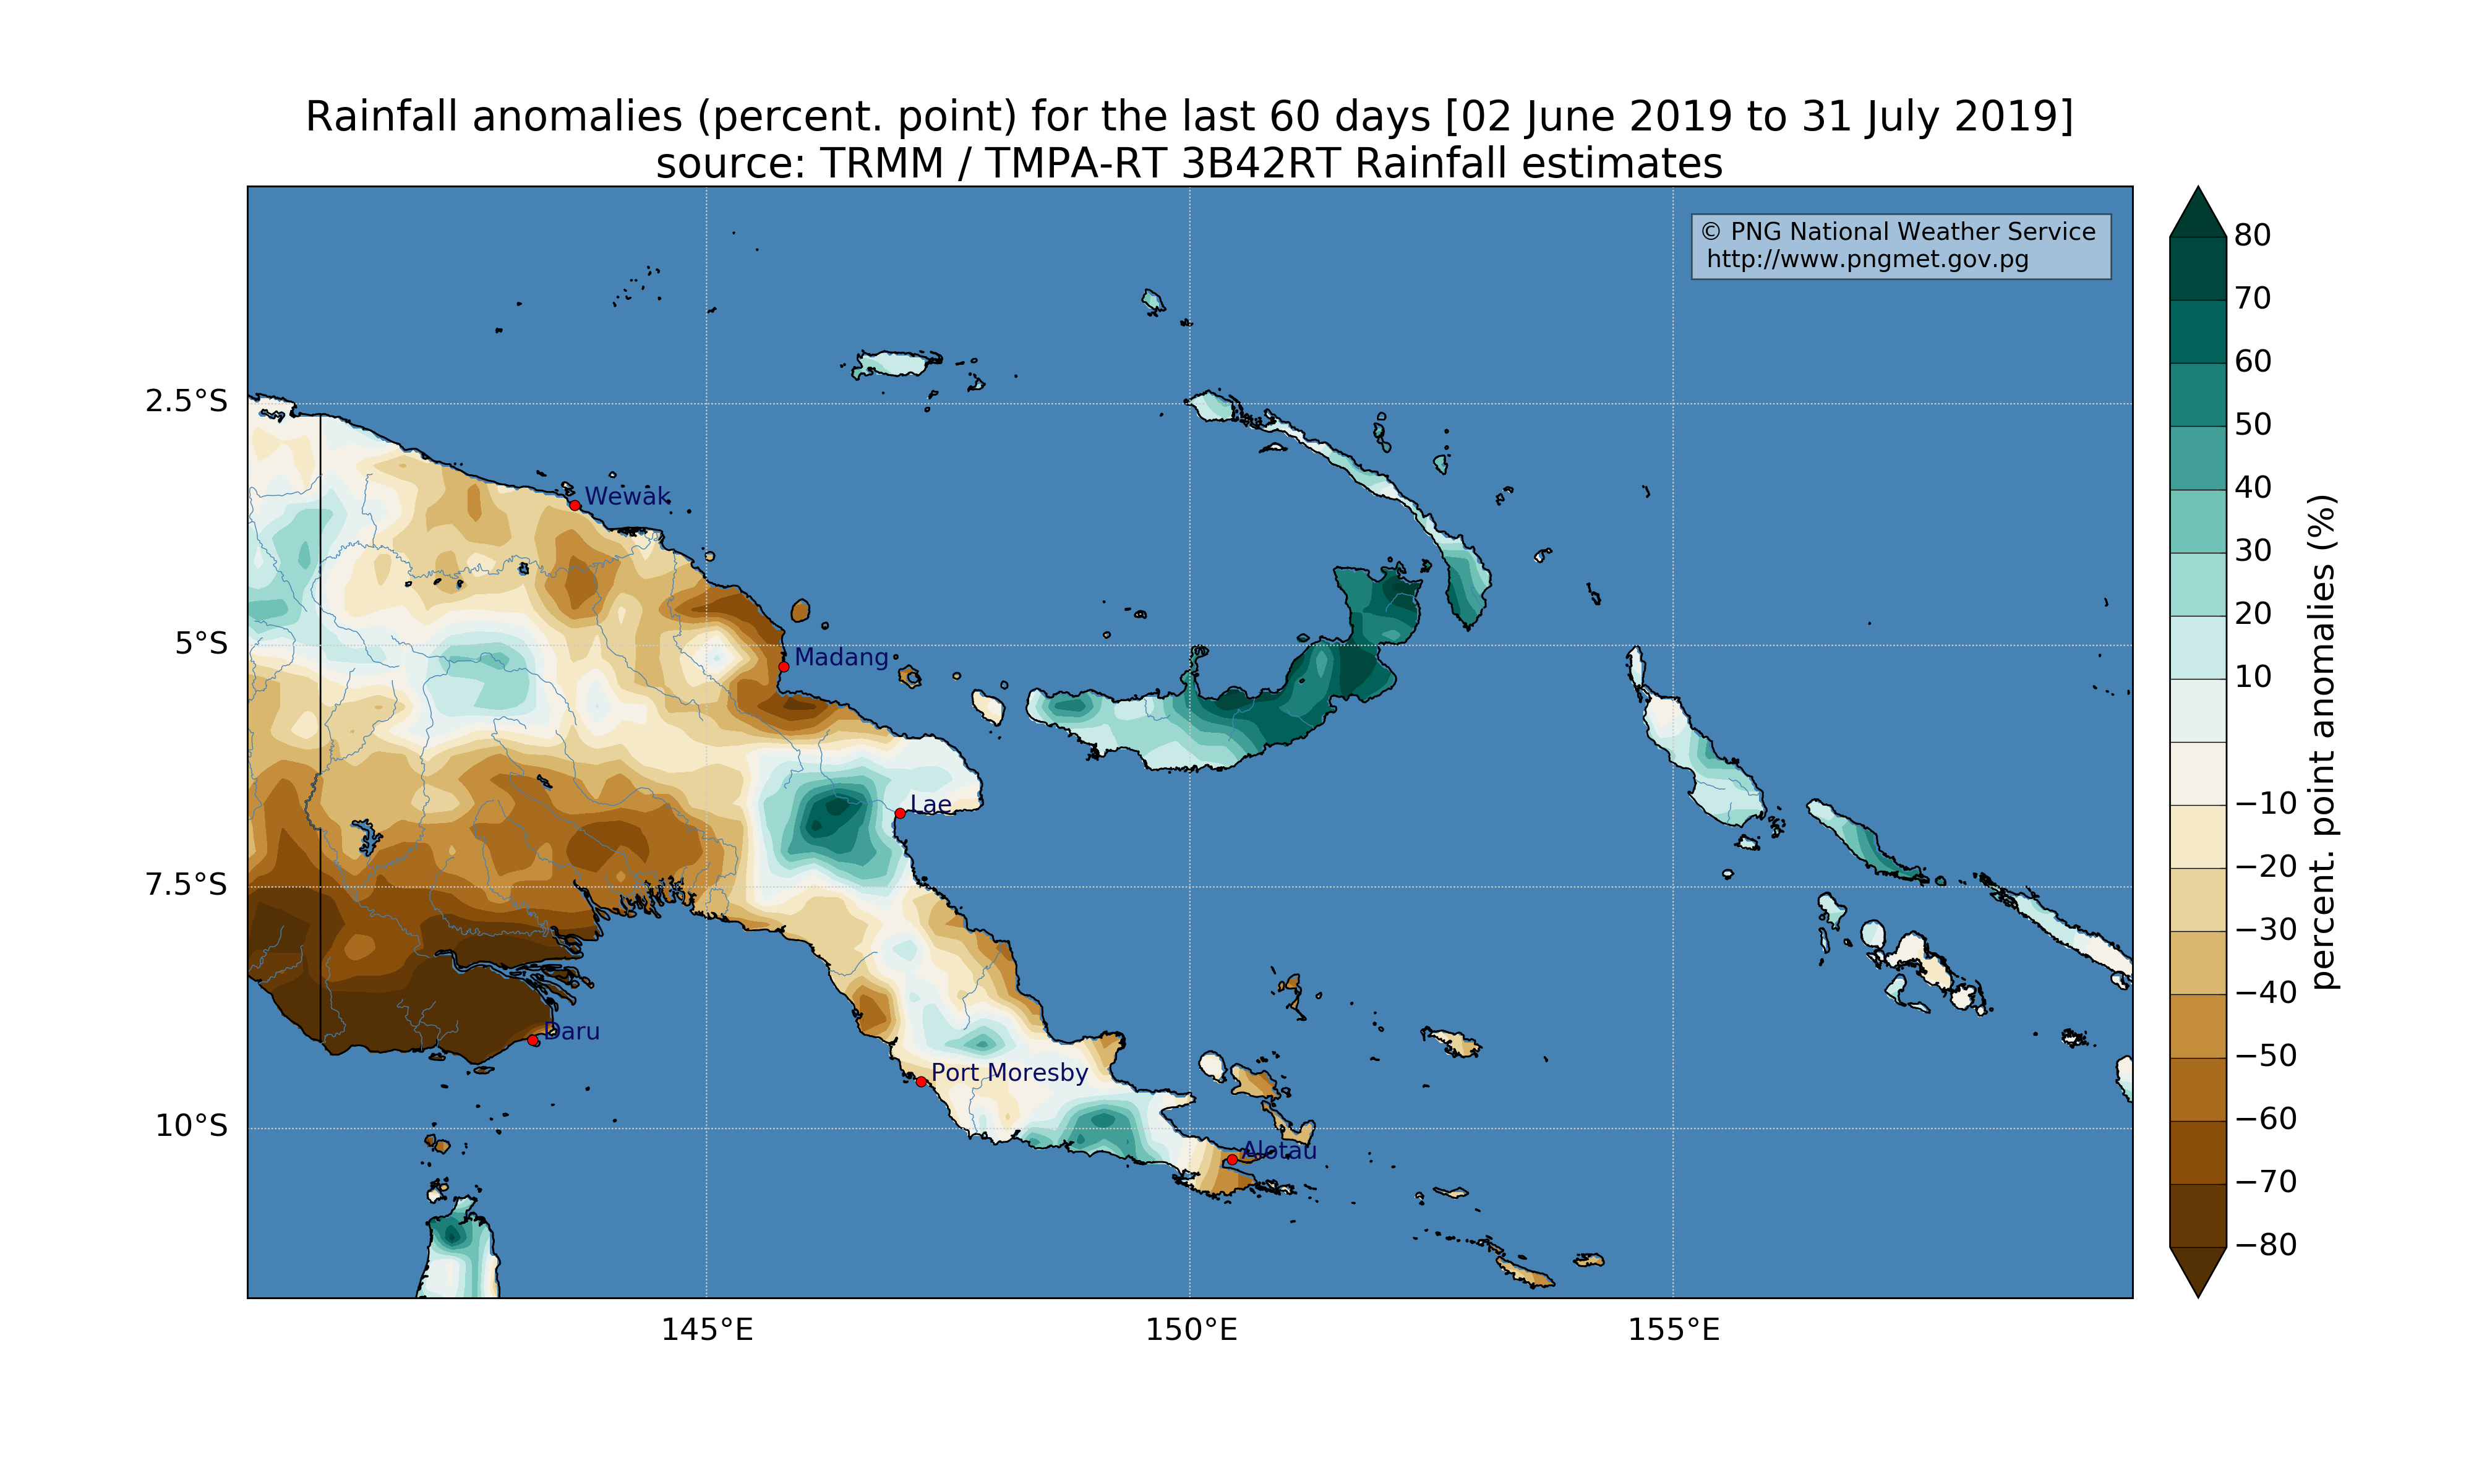 Rainfall anomalies (percent. point) for the last 60 days [02 June 2019 to 31 July 2019]
source: TRMM / TMPA-RT 3B42RT Rainfall estimates
© PNG National Weather Service
http://www.pngmet.gov.pg
2.5°S
5°S
7.5°S
10°S
145°E
150°E
155°E
Wewak
Madang
Lae
Daru
Port Moresby
Alotau
80
70
60
50
40
30
20
10
−10
−20
−30
−40
−50
−60
−70
−80
percent. point anomalies (%)